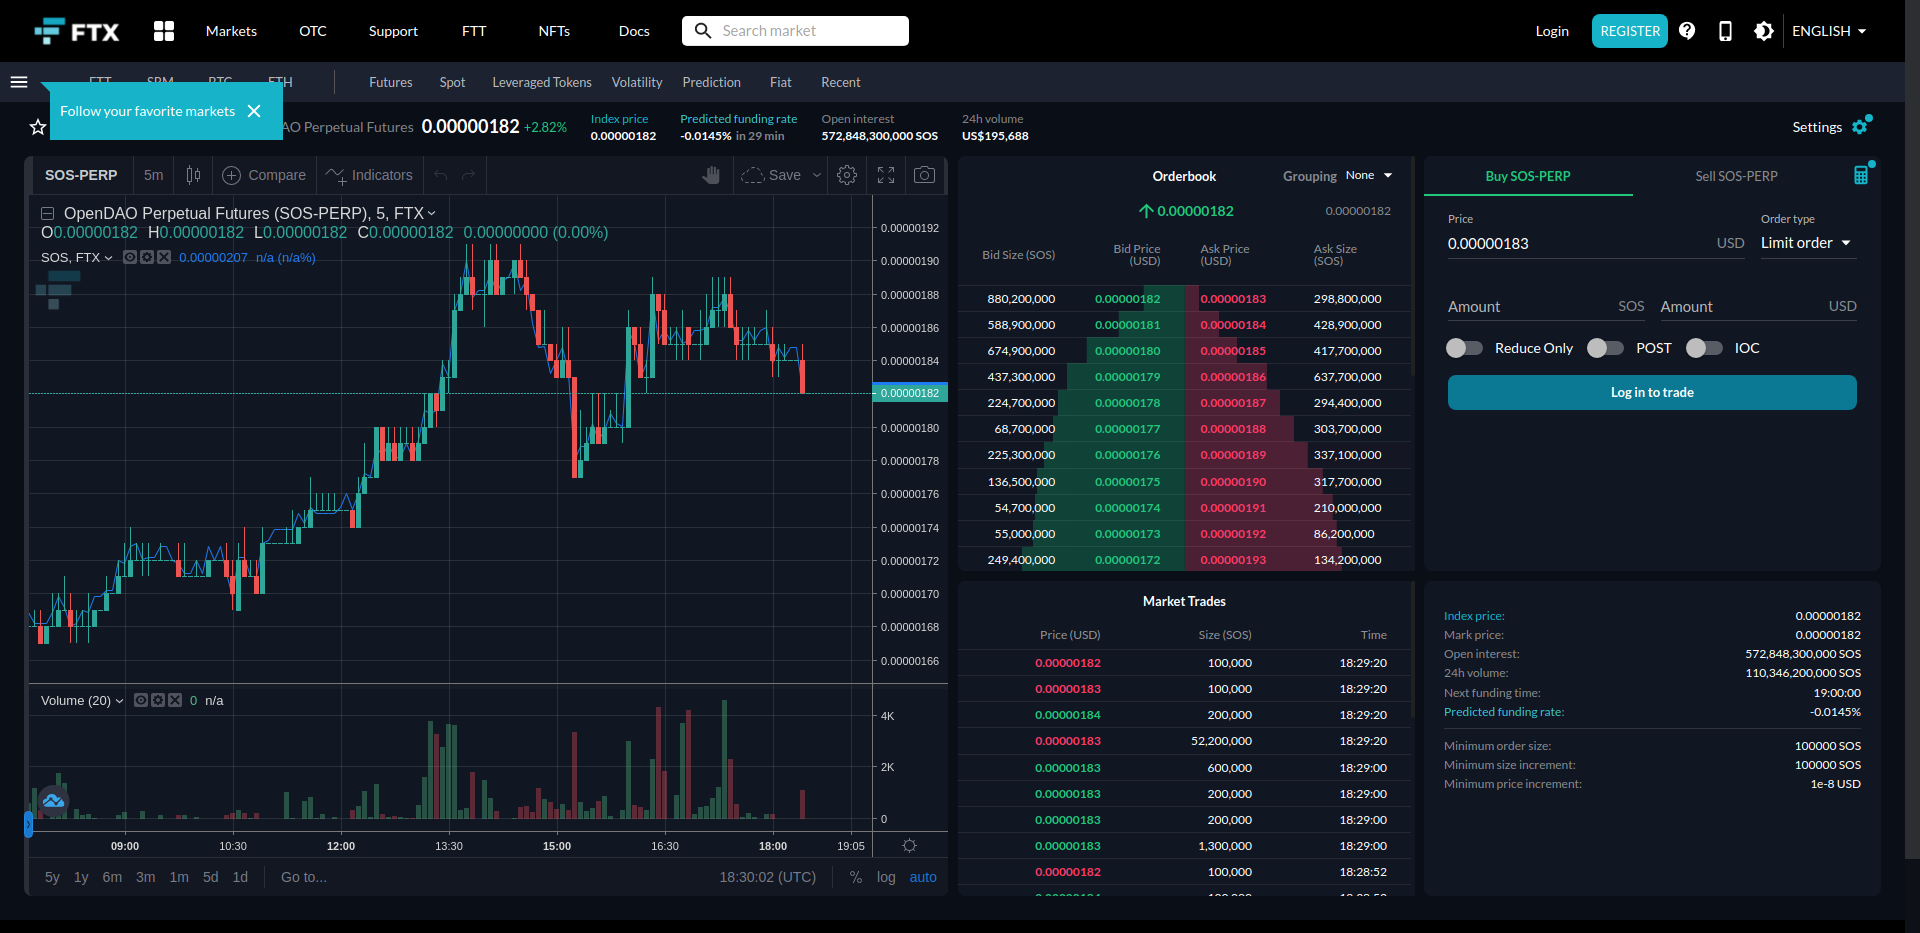 FTX
Markets
OTC
Support
FTT
NFTs
Docs
Search market
Login
REGISTER
ENGLISH
Futures
Spot
Leveraged Tokens
Volatility
Prediction
Fiat
Recent
Follow your favorite markets
Perpetual Futures
0.00000182
+2.82%
Index price
0.00000182
Predicted funding rate
-0.0145% in 29 min
Open interest
572,848,300,000 SOS
24h volume
US$195,688
Settings
SOS-PERP
5m
Compare
Indicators
Save
OpenDAO Perpetual Futures (SOS-PERP), 5, FTX
O0.00000182 H0.00000182 L0.00000182 C0.00000182 0.00000000 (0.00%)
SOS, FTX
0.00000207 n/a (n/a%)
0.00000192
0.00000190
0.00000188
0.00000186
0.00000184
0.00000182
0.00000180
0.00000178
0.00000176
0.00000174
0.00000172
0.00000170
0.00000168
0.00000166
Volume (20)
0 n/a
4K
2K
0
09:00 10:30 12:00 13:30 15:00 16:30 18:00 19:05
5y 1y 6m 3m 1m 5d 1d
Go to...
18:30:02 (UTC)
%
log
auto
Orderbook
Grouping None
0.00000182
0.00000182
Bid Size (SOS)
Bid Price (USD)
Ask Price (USD)
Ask Size (SOS)
880,200,000 0.00000182 0.00000183 298,800,000
588,900,000 0.00000181 0.00000184 428,900,000
674,900,000 0.00000180 0.00000185 417,700,000
437,300,000 0.00000179 0.00000186 637,700,000
224,700,000 0.00000178 0.00000187 294,400,000
68,700,000 0.00000177 0.00000188 303,700,000
225,300,000 0.00000176 0.00000189 337,100,000
136,500,000 0.00000175 0.00000190 317,700,000
54,700,000 0.00000174 0.00000191 210,000,000
55,000,000 0.00000173 0.00000192 86,200,000
249,400,000 0.00000172 0.00000193 134,200,000
Market Trades
Price (USD) Size (SOS) Time
0.00000182 100,000 18:29:20
0.00000183 100,000 18:29:20
0.00000184 200,000 18:29:20
0.00000183 52,200,000 18:29:20
0.00000183 600,000 18:29:00
0.00000183 200,000 18:29:00
0.00000183 200,000 18:29:00
0.00000183 1,300,000 18:29:00
0.00000182 100,000 18:28:52
Buy SOS-PERP
Sell SOS-PERP
Price
0.00000183 USD
Order type
Limit order
Amount SOS
Amount USD
Reduce Only
POST
IOC
Log in to trade
Index price: 0.00000182
Mark price: 0.00000182
Open interest: 572,848,300,000 SOS
24h volume: 110,346,200,000 SOS
Next funding time: 19:00:00
Predicted funding rate: -0.0145%
Minimum order size: 100000 SOS
Minimum size increment: 100000 SOS
Minimum price increment: 1e-8 USD